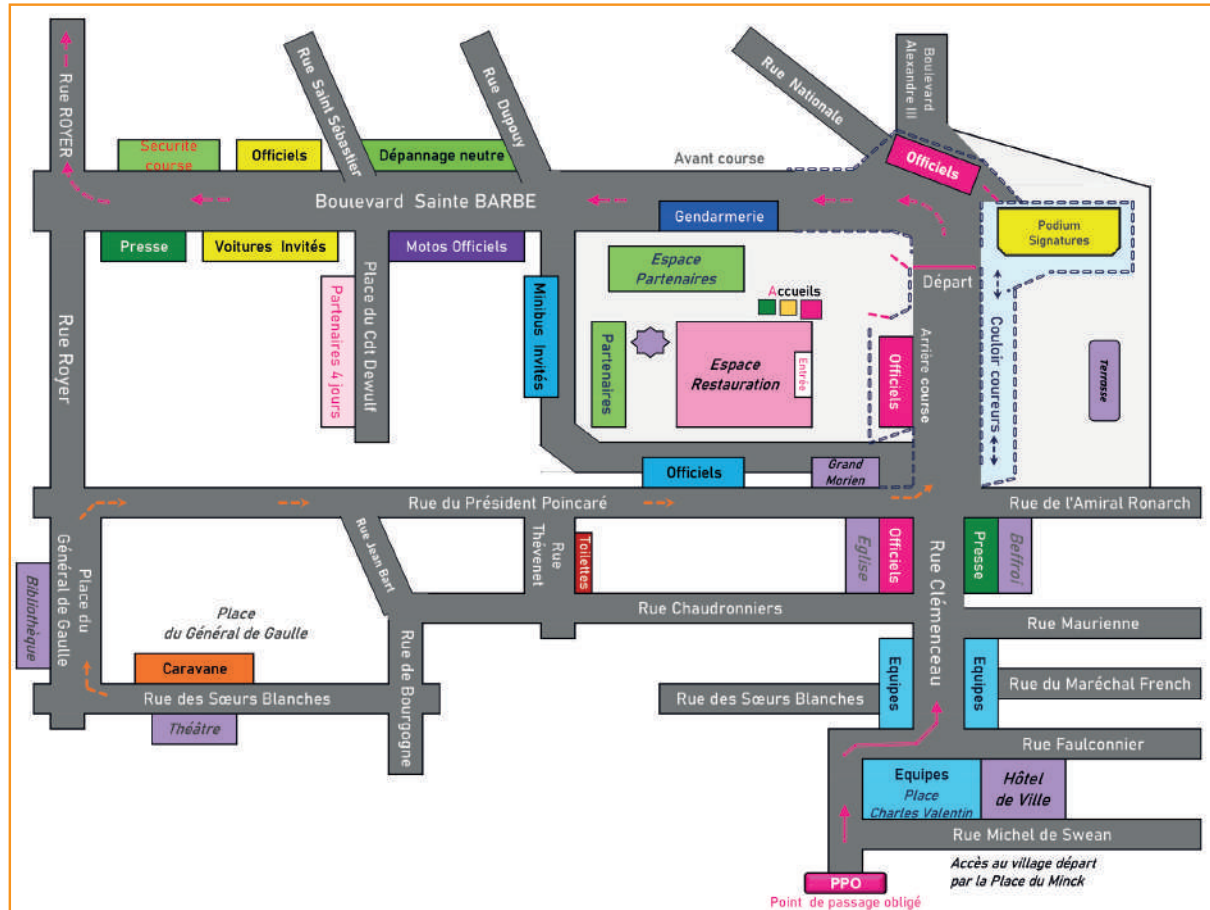 Rue ROYER
Rue Saint Sébastier
Rue Dupouy
Rue Nationale
Boulevard
Alexandre III
Sécurité
course
Officiels
Dépannage neutre
Avant course
Officiels
Boulevard Sainte BARBE
Gendarmerie
Podium
Signatures
Presse
Voitures Invités
Motos Officiels
Espace
Partenaires
Départ
Accueils
Rue Royer
Partenaires 4 jours
Place du Cdt Dewulf
Minibus Invités
Partenaires
Espace
Restauration
Entrée
Officiels
Arrière course
Couloir coureurs
Terrasse
Officiels
Grand
Morien
Rue du Président Poincaré
Rue de l'Amiral Ronarch
Place du
Général de Gaulle
Bibliothèque
Rue Jean Bart
Rue
Thévenet
Toilettes
Eglise
Officiels
Rue Clémenceau
Presse
Beffroi
Place
du Général de Gaulle
Rue Chaudronniers
Rue Maurienne
Caravane
Rue de Bourgogne
Equipes
Equipes
Rue des Sœurs Blanches
Rue des Sœurs Blanches
Rue du Maréchal French
Théâtre
Rue Faulconnier
Equipes
Place
Charles Valentin
Hôtel
de Ville
Rue Michel de Swean
Accès au village départ
par la Place du Minck
PPO
Point de passage obligé